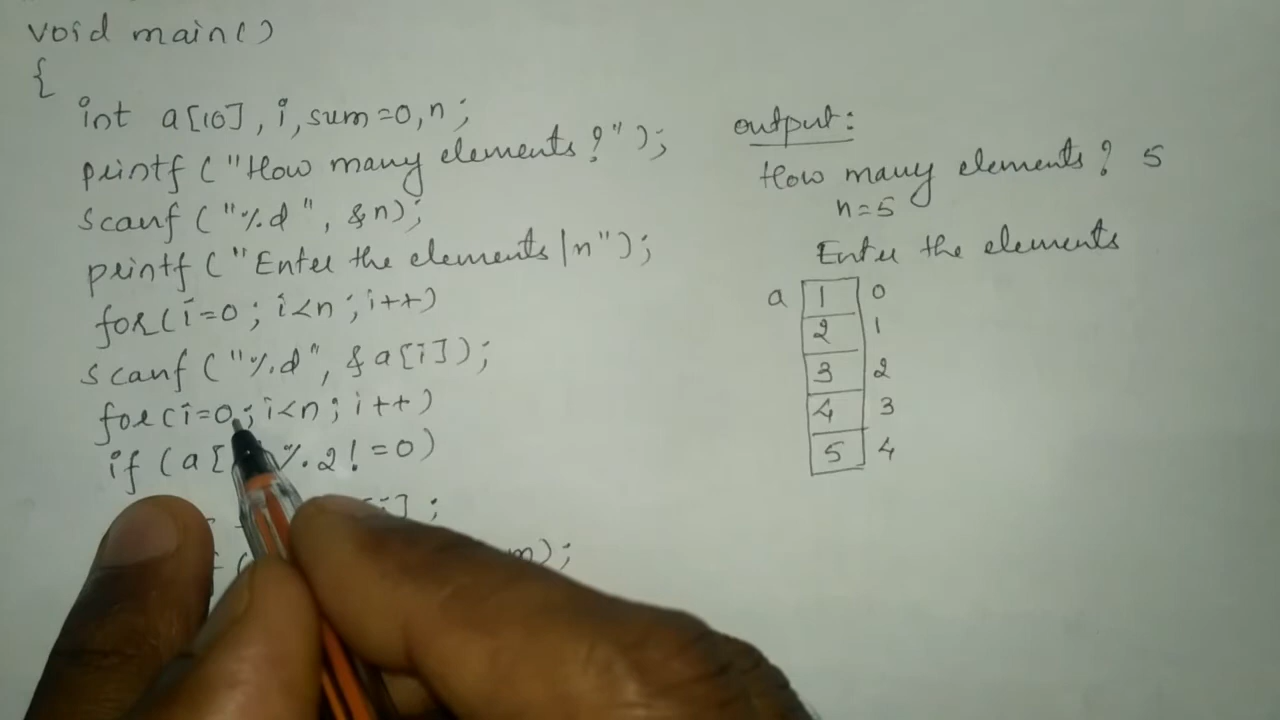 void main()
{
int a[10], i, sum=0, n;
printf ("How many elements?");
scanf ("%d", &n);
printf ("Enter the elements \n");
for(i=0; i<n; i++)
scanf ("%d", &a[i]);
for(i=0; i<n; i++)
if (a[ %2!=0)
[i];
m);
output:
How many elements? 5
n=5
Enter the elements
a 1 0
2 1
3 2
4 3
5 4